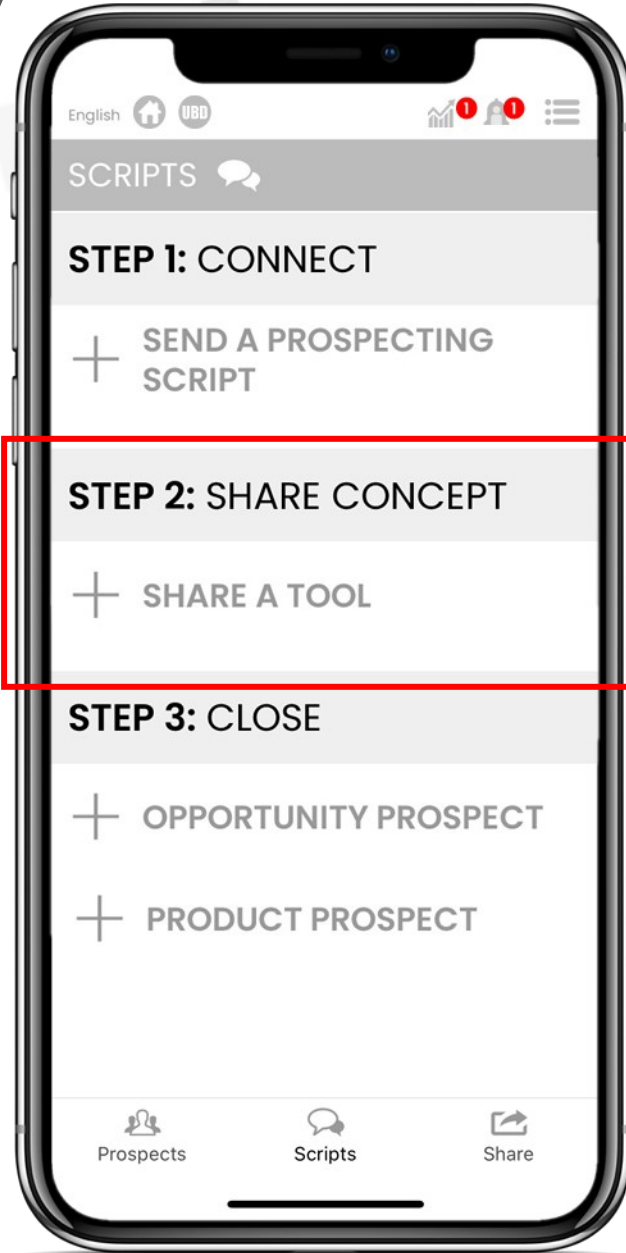 English UBD 1 1
SCRIPTS
STEP 1: CONNECT
SEND A PROSPECTING
SCRIPT
STEP 2: SHARE CONCEPT
SHARE A TOOL
STEP 3: CLOSE
OPPORTUNITY PROSPECT
PRODUCT PROSPECT
Prospects Scripts Share